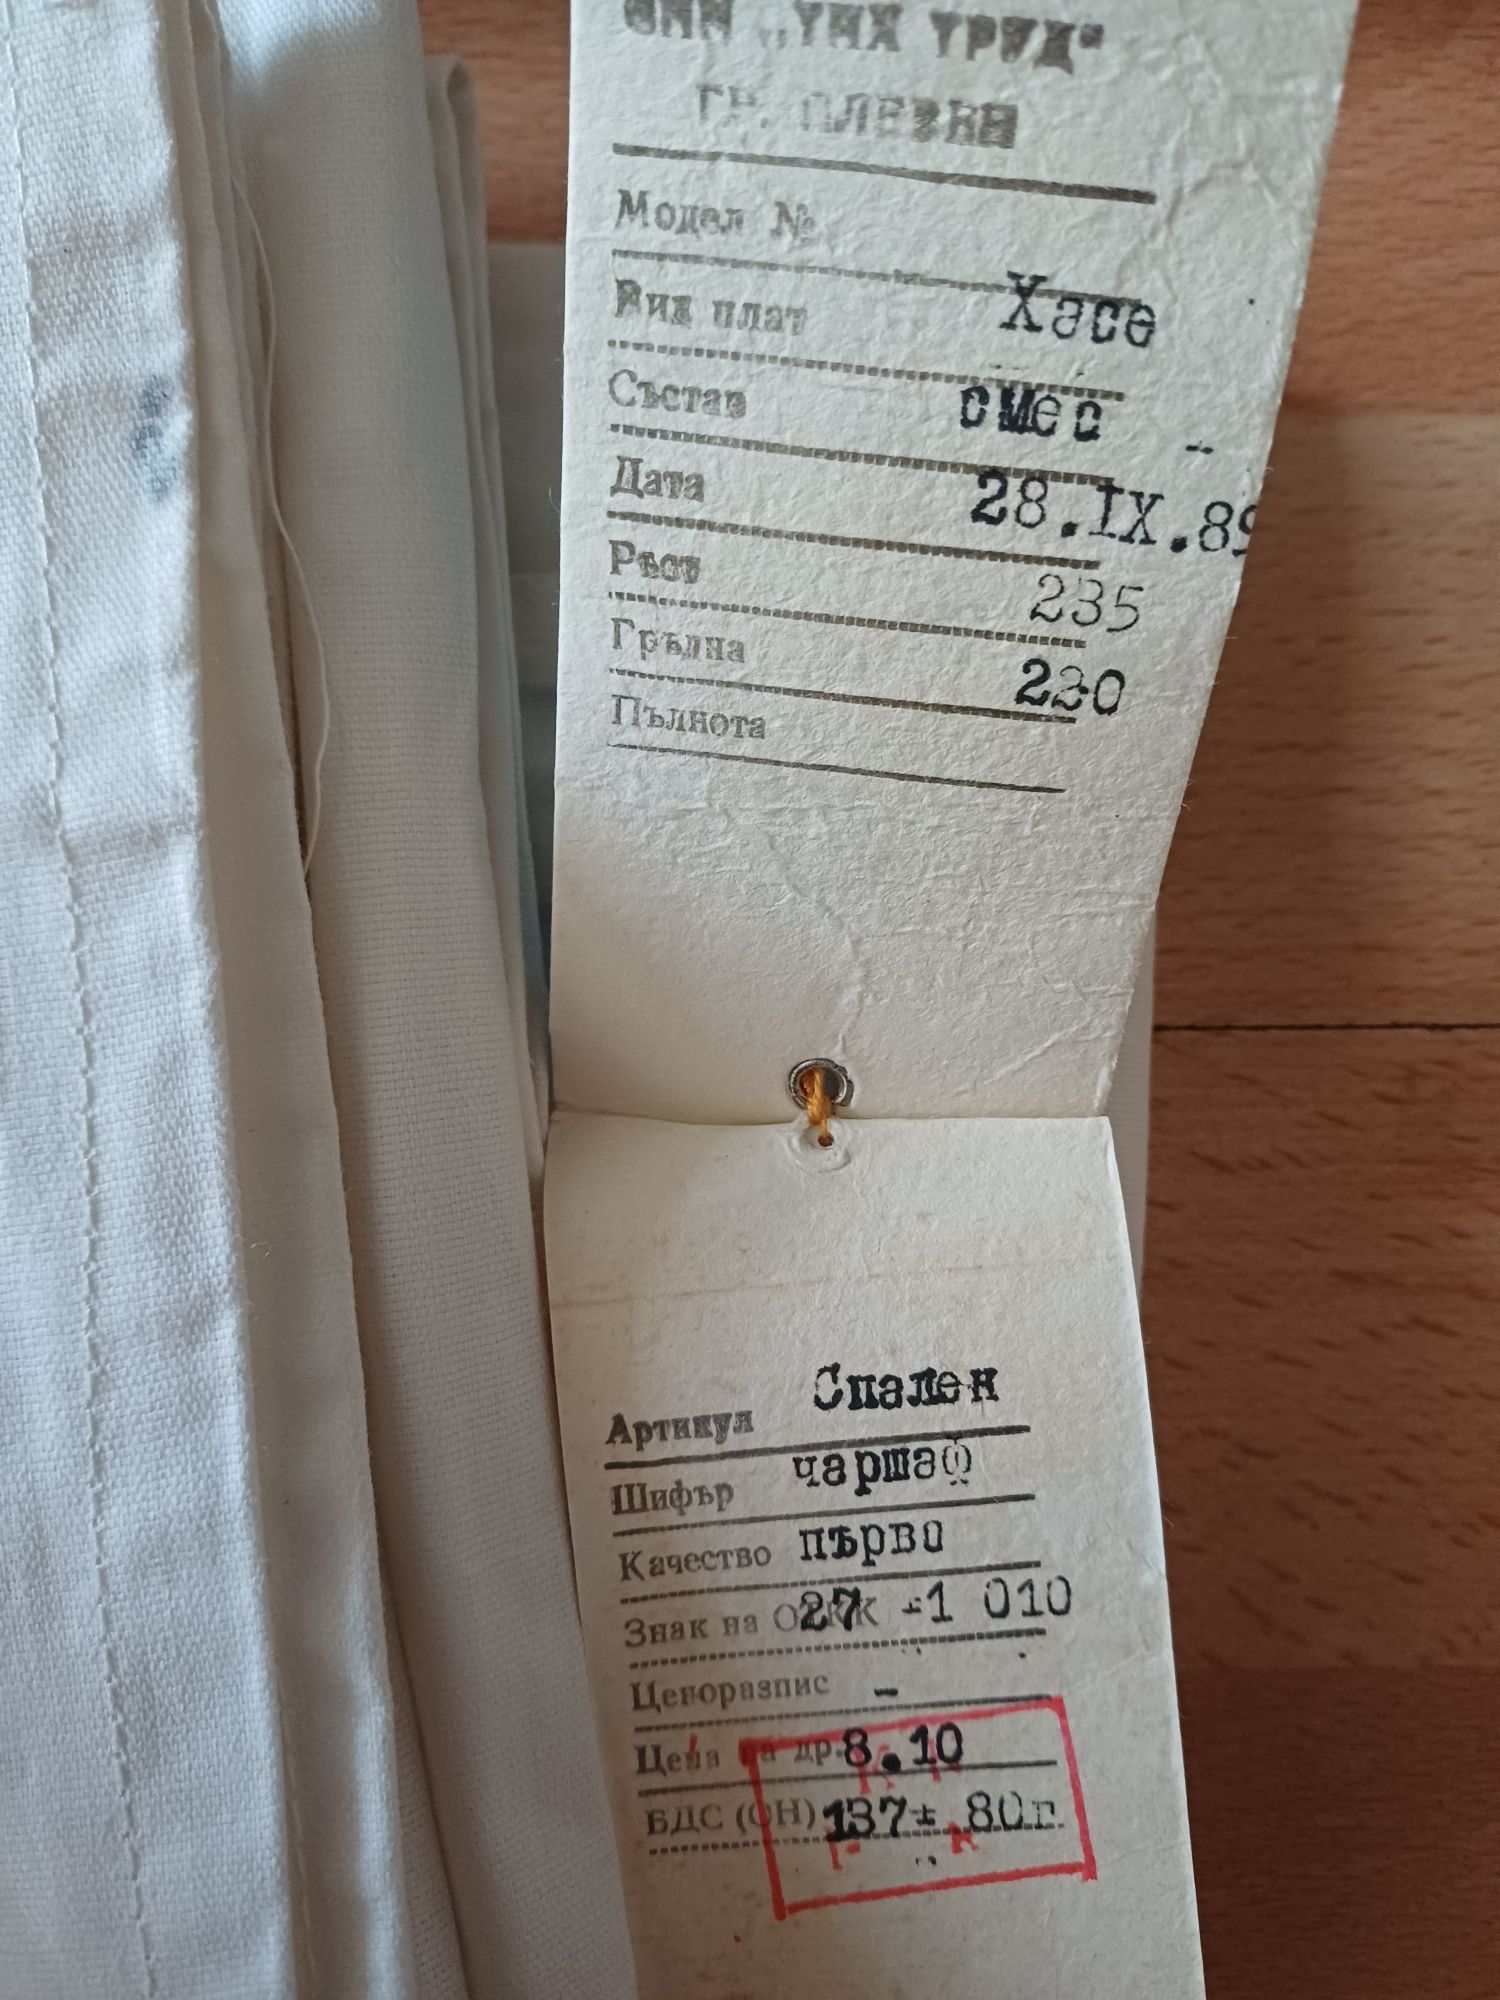 „ТИХ ТРУД“
ГР. ПЛЕВЕН
Модел №
Вид плат Хасе
Състав смес -
Дата 28.IX.89
Ръст 235
Гръдна 220
Пълнота
Артикул Спален
Шифър чаршаф
Качество първо
Знак на ОТКК 27 -1 010
Ценоразпис -
Цена на др. 8.10
БДС (ОН) 137± 80г.